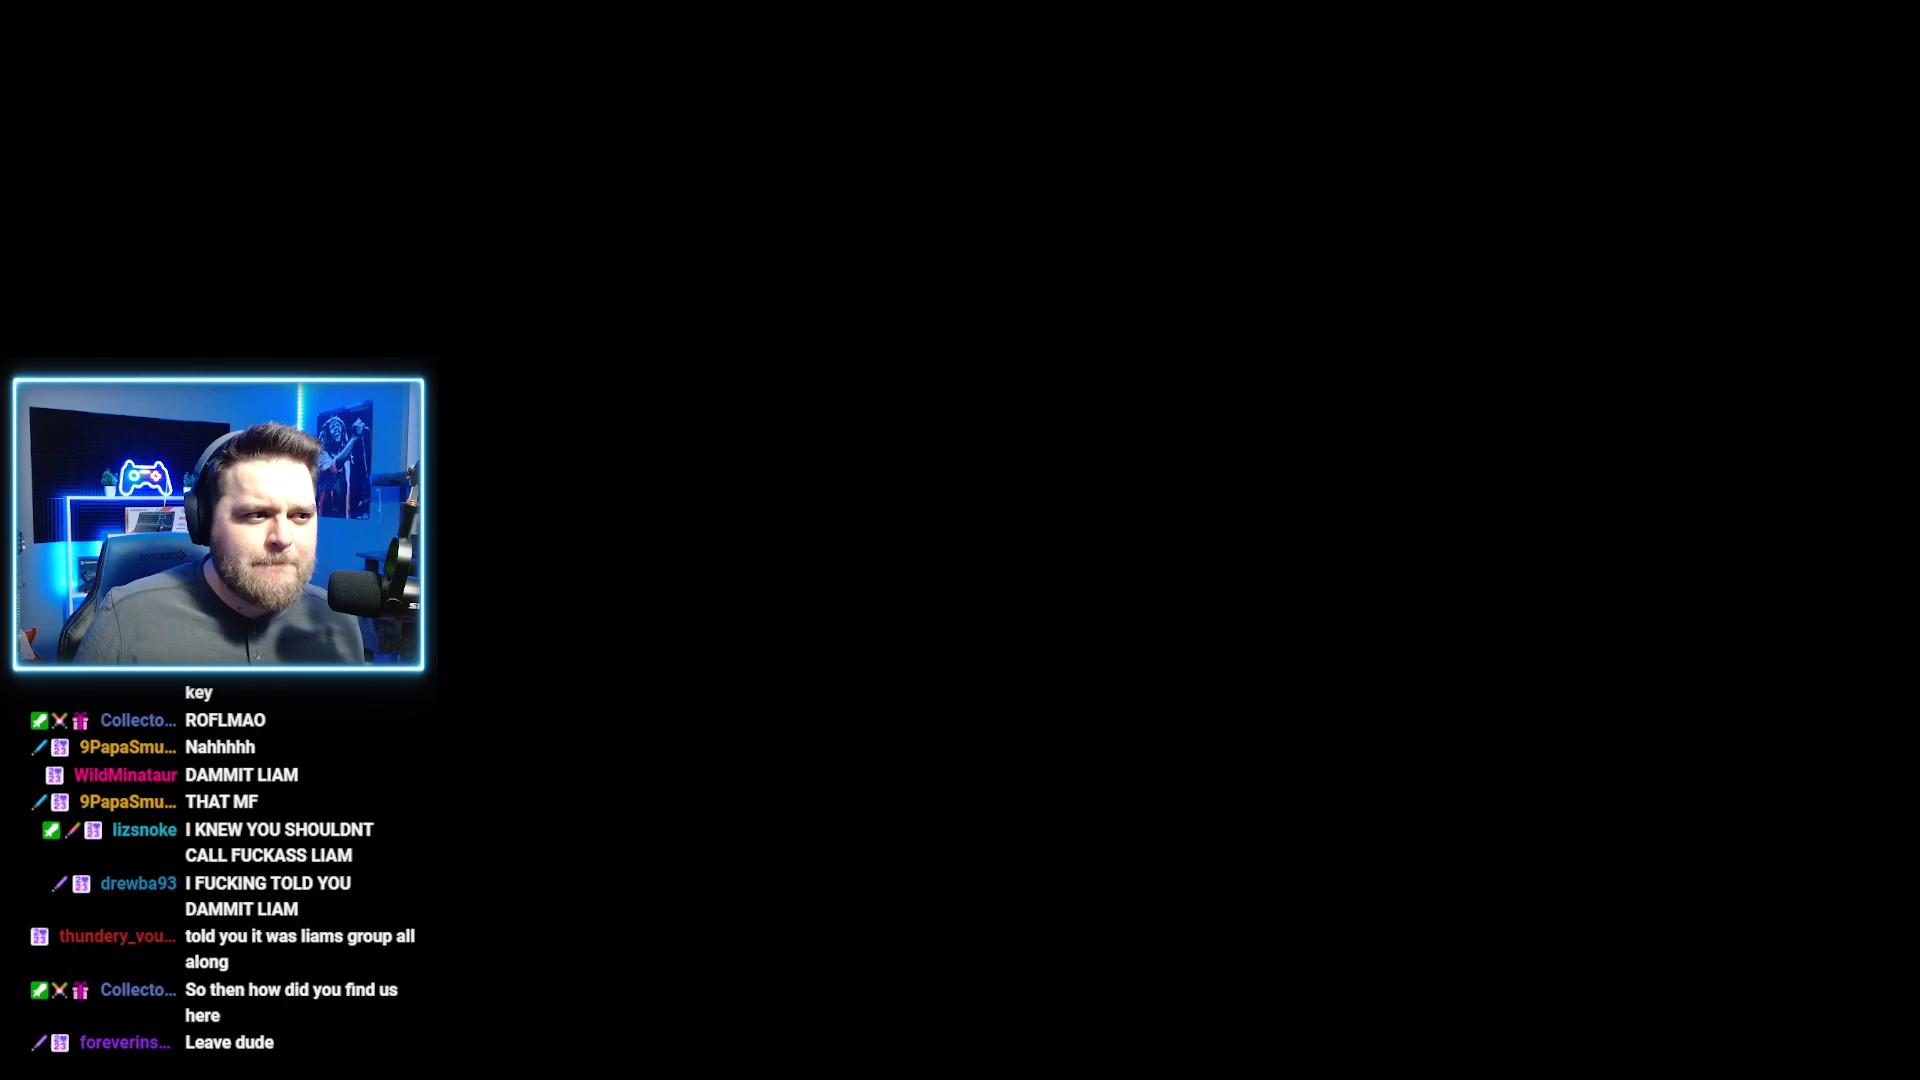 key
Collecto... ROFLMAO
9PapaSmu... Nahhhhh
WildMinataur DAMMIT LIAM
9PapaSmu... THAT MF
lizsnoke I KNEW YOU SHOULDNT
CALL FUCKASS LIAM
drewba93 I FUCKING TOLD YOU
DAMMIT LIAM
thundery_vou... told you it was liams group all
along
Collecto... So then how did you find us
here
foreverins... Leave dude